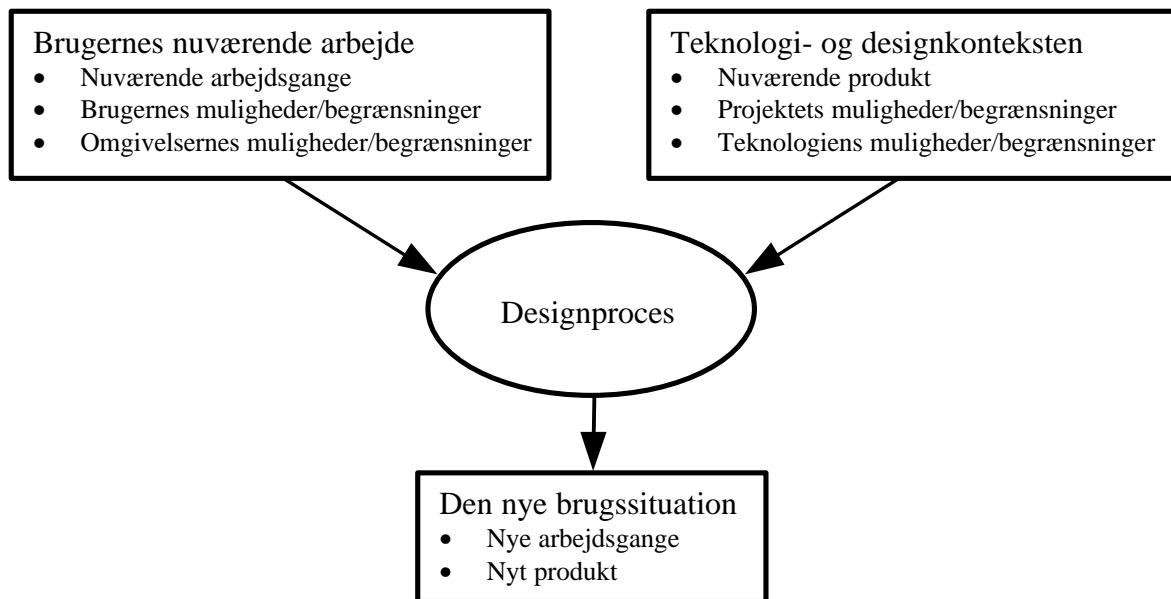 Brugernes nuværende arbejde
• Nuværende arbejdsgange
• Brugernes muligheder/begrænsninger
• Omgivelsernes muligheder/begrænsninger
Teknologi- og designkonteksten
• Nuværende produkt
• Projektets muligheder/begrænsninger
• Teknologiens muligheder/begrænsninger
Designproces
Den nye brugssituation
• Nye arbejdsgange
• Nyt produkt